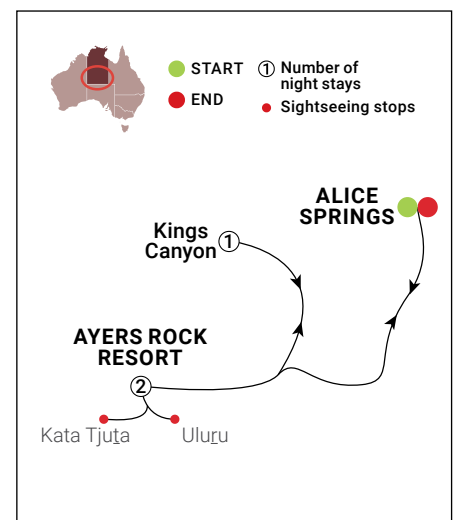 START
END
① Number of
night stays
Sightseeing stops
ALICE
SPRINGS
Kings
Canyon ①
AYERS ROCK
RESORT
②
Kata Tjuṯa
Uluṟu